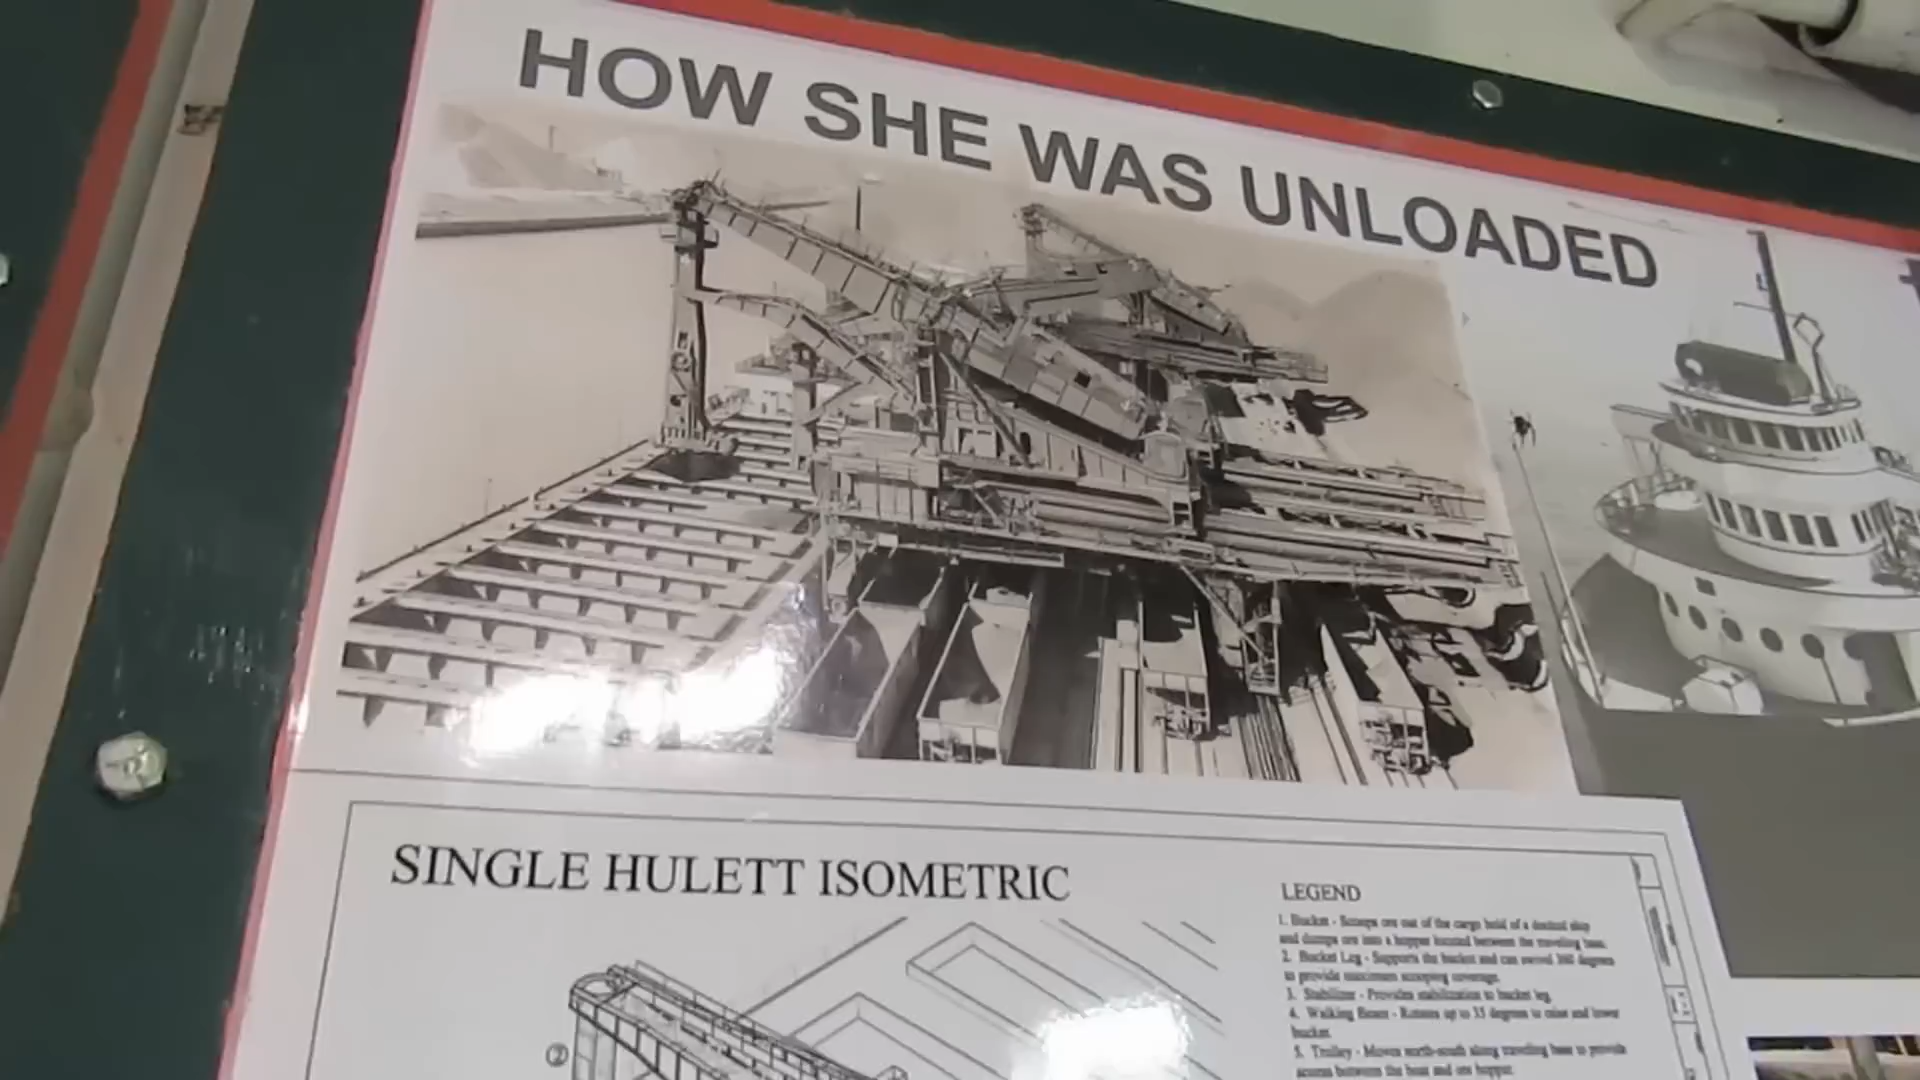 HOW SHE WAS UNLOADED
SINGLE HULETT ISOMETRIC
LEGEND
1. Bucket - Scoops ore out of the cargo hold of a docked ship
and dumps ore into a hopper located between the traveling base.
2. Bucket Leg - Supports the bucket and can swivel 360 degrees
to provide maximum scooping coverage.
3. Stabilizer - Provides stabilization to bucket leg.
4. Walking Beam - Rotates up to 35 degrees to raise and lower
bucket.
5. Trolley - Moves north-south along traveling base to provide
access between the boat and ore hopper.
2